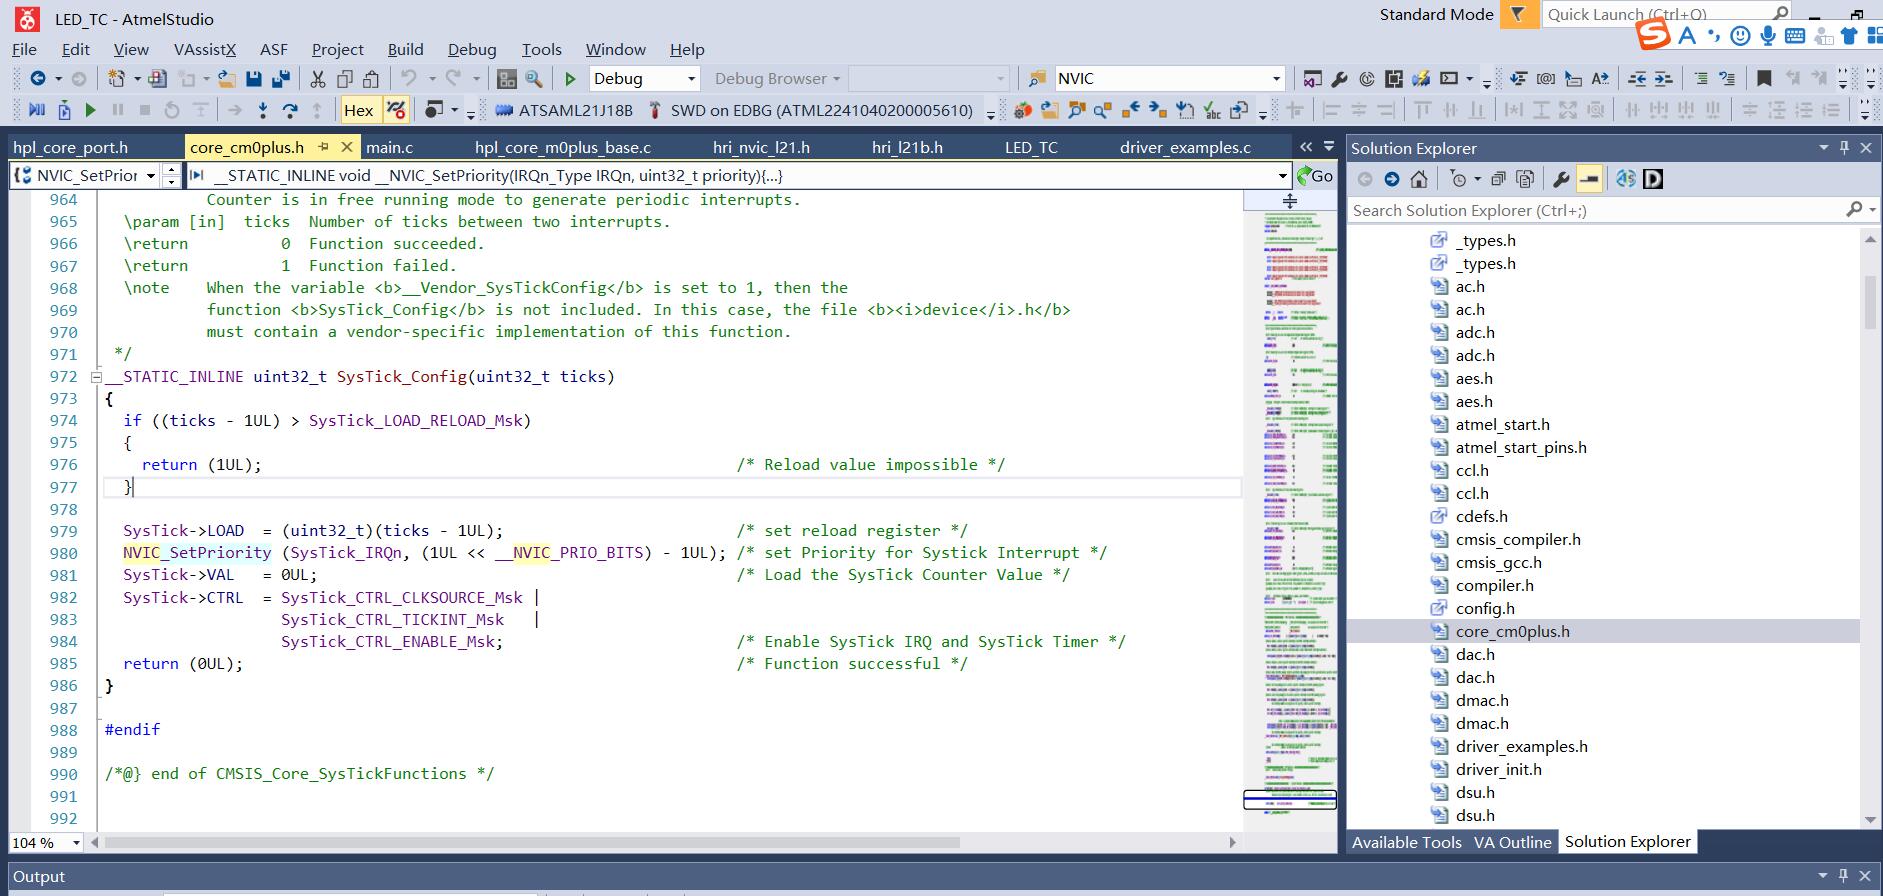 LED_TC - AtmelStudio
Standard Mode
Quick Launch (Ctrl+Q)
File Edit View VAssistX ASF Project Build Debug Tools Window Help
Debug Debug Browser NVIC
Hex ATSAML21J18B SWD on EDBG (ATML2241040200005610)
hpl_core_port.h core_cm0plus.h main.c hpl_core_m0plus_base.c hri_nvic_l21.h hri_l21b.h LED_TC driver_examples.c
NVIC_SetPrior __STATIC_INLINE void __NVIC_SetPriority(IRQn_Type IRQn, uint32_t priority){...} Go
964 Counter is in free running mode to generate periodic interrupts.
965 \param [in] ticks Number of ticks between two interrupts.
966 \return 0 Function succeeded.
967 \return 1 Function failed.
968 \note When the variable <b>__Vendor_SysTickConfig</b> is set to 1, then the
969 function <b>SysTick_Config</b> is not included. In this case, the file <b><i>device</i>.h</b>
970 must contain a vendor-specific implementation of this function.
971 */
972 __STATIC_INLINE uint32_t SysTick_Config(uint32_t ticks)
973 {
974 if ((ticks - 1UL) > SysTick_LOAD_RELOAD_Msk)
975 {
976 return (1UL); /* Reload value impossible */
977 }
978
979 SysTick->LOAD = (uint32_t)(ticks - 1UL); /* set reload register */
980 NVIC_SetPriority (SysTick_IRQn, (1UL << __NVIC_PRIO_BITS) - 1UL); /* set Priority for Systick Interrupt */
981 SysTick->VAL = 0UL; /* Load the SysTick Counter Value */
982 SysTick->CTRL = SysTick_CTRL_CLKSOURCE_Msk |
983 SysTick_CTRL_TICKINT_Msk |
984 SysTick_CTRL_ENABLE_Msk; /* Enable SysTick IRQ and SysTick Timer */
985 return (0UL); /* Function successful */
986 }
987
988 #endif
989
990 /*@} end of CMSIS_Core_SysTickFunctions */
991
992
104 %
Solution Explorer
Search Solution Explorer (Ctrl+;)
_types.h
_types.h
ac.h
ac.h
adc.h
adc.h
aes.h
aes.h
atmel_start.h
atmel_start_pins.h
ccl.h
ccl.h
cdefs.h
cmsis_compiler.h
cmsis_gcc.h
compiler.h
config.h
core_cm0plus.h
dac.h
dac.h
dmac.h
dmac.h
driver_examples.h
driver_init.h
dsu.h
dsu.h
Available Tools VA Outline Solution Explorer
Output